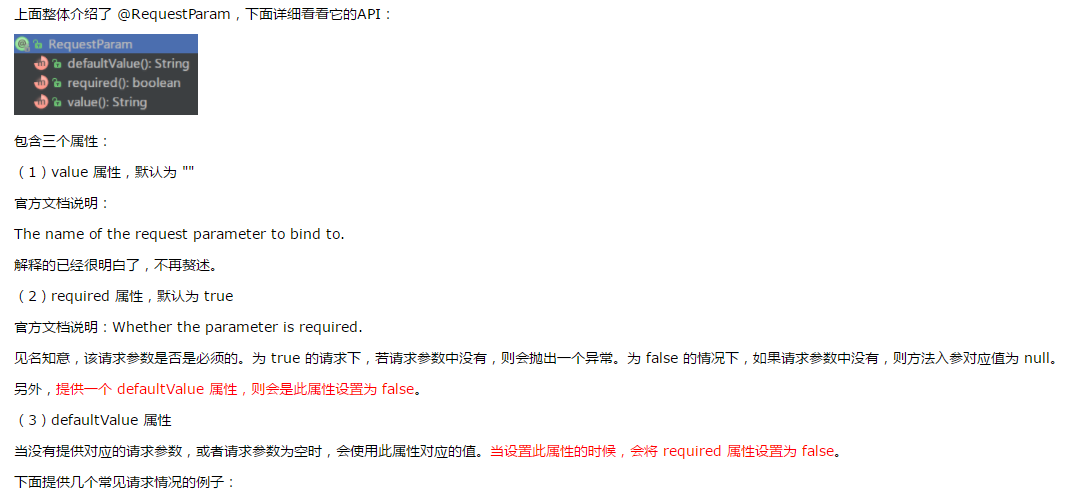 上面整体介绍了 @RequestParam，下面详细看看它的API：
RequestParam
defaultValue(): String
required(): boolean
value(): String
包含三个属性：
（1）value 属性，默认为 ""
官方文档说明：
The name of the request parameter to bind to.
解释的已经很明白了，不再赘述。
（2）required 属性，默认为 true
官方文档说明：Whether the parameter is required.
见名知意，该请求参数是否是必须的。为 true 的请求下，若请求参数中没有，则会抛出一个异常。为 false 的情况下，如果请求参数中没有，则方法入参对应值为 null。
另外，提供一个 defaultValue 属性，则会是此属性设置为 false。
（3）defaultValue 属性
当没有提供对应的请求参数，或者请求参数为空时，会使用此属性对应的值。当设置此属性的时候，会将 required 属性设置为 false。
下面提供几个常见请求情况的例子：